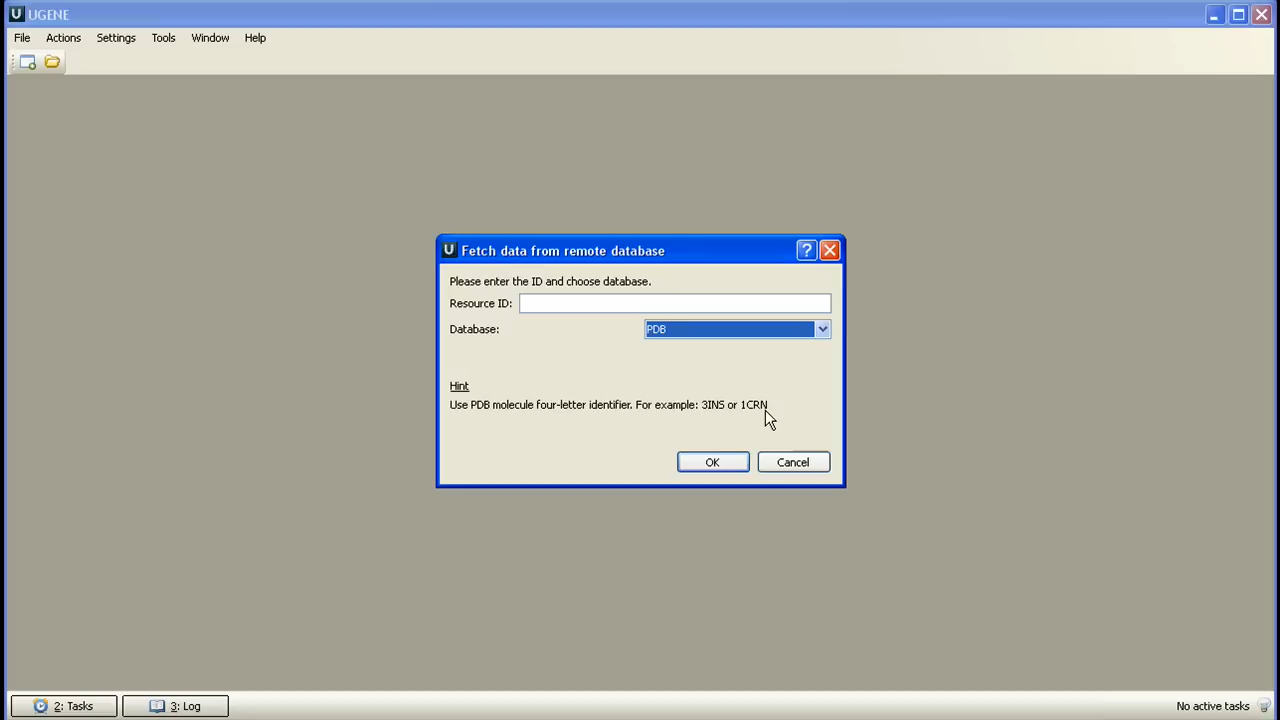 UGENE
File Actions Settings Tools Window Help
Fetch data from remote database
Please enter the ID and choose database.
Resource ID:
Database: PDB
Hint
Use PDB molecule four-letter identifier. For example: 3INS or 1CRN
OK Cancel
2: Tasks 3: Log No active tasks